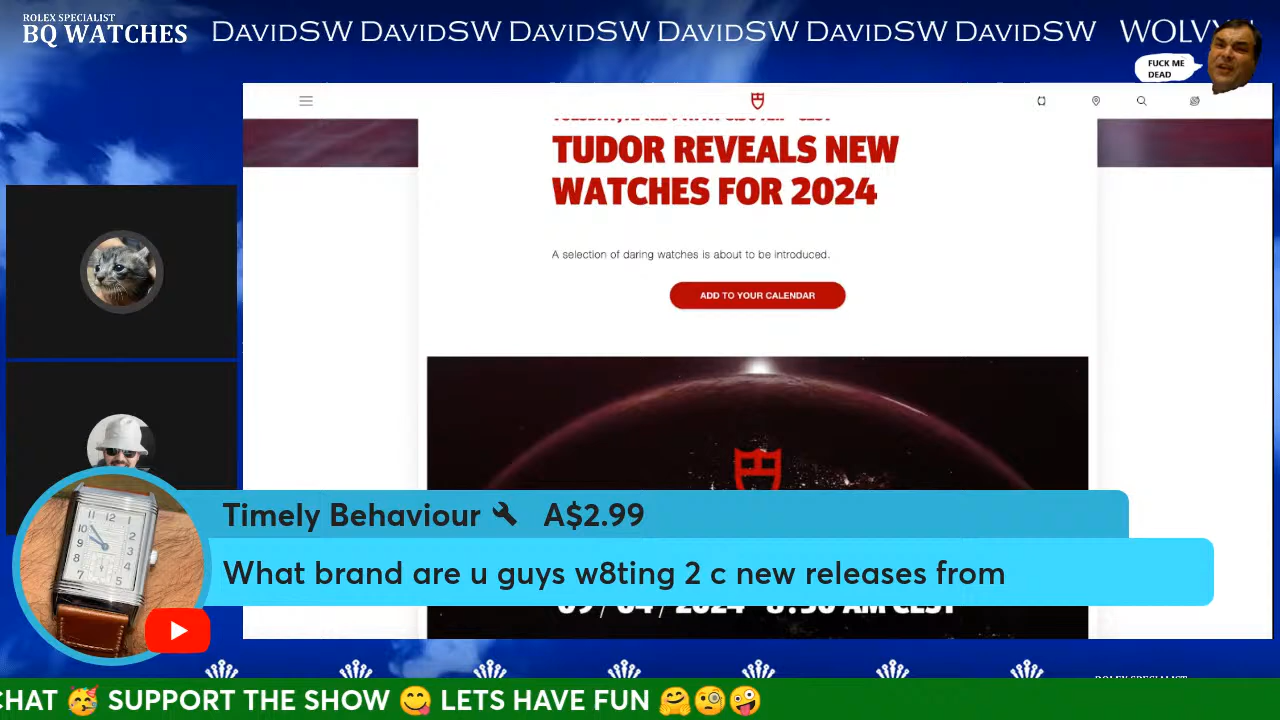 ROLEX SPECIALIST
BQ WATCHES
DAVIDSW DAVIDSW DAVIDSW DAVIDSW DAVIDSW DAVIDSW
FUCK ME
DEAD
TUDOR REVEALS NEW
WATCHES FOR 2024
A selection of daring watches is about to be introduced.
ADD TO YOUR CALENDAR
Timely Behaviour A$2.99
What brand are u guys w8ting 2 c new releases from
CHAT 🥳 SUPPORT THE SHOW 😋 LETS HAVE FUN 🤗🧐🤪